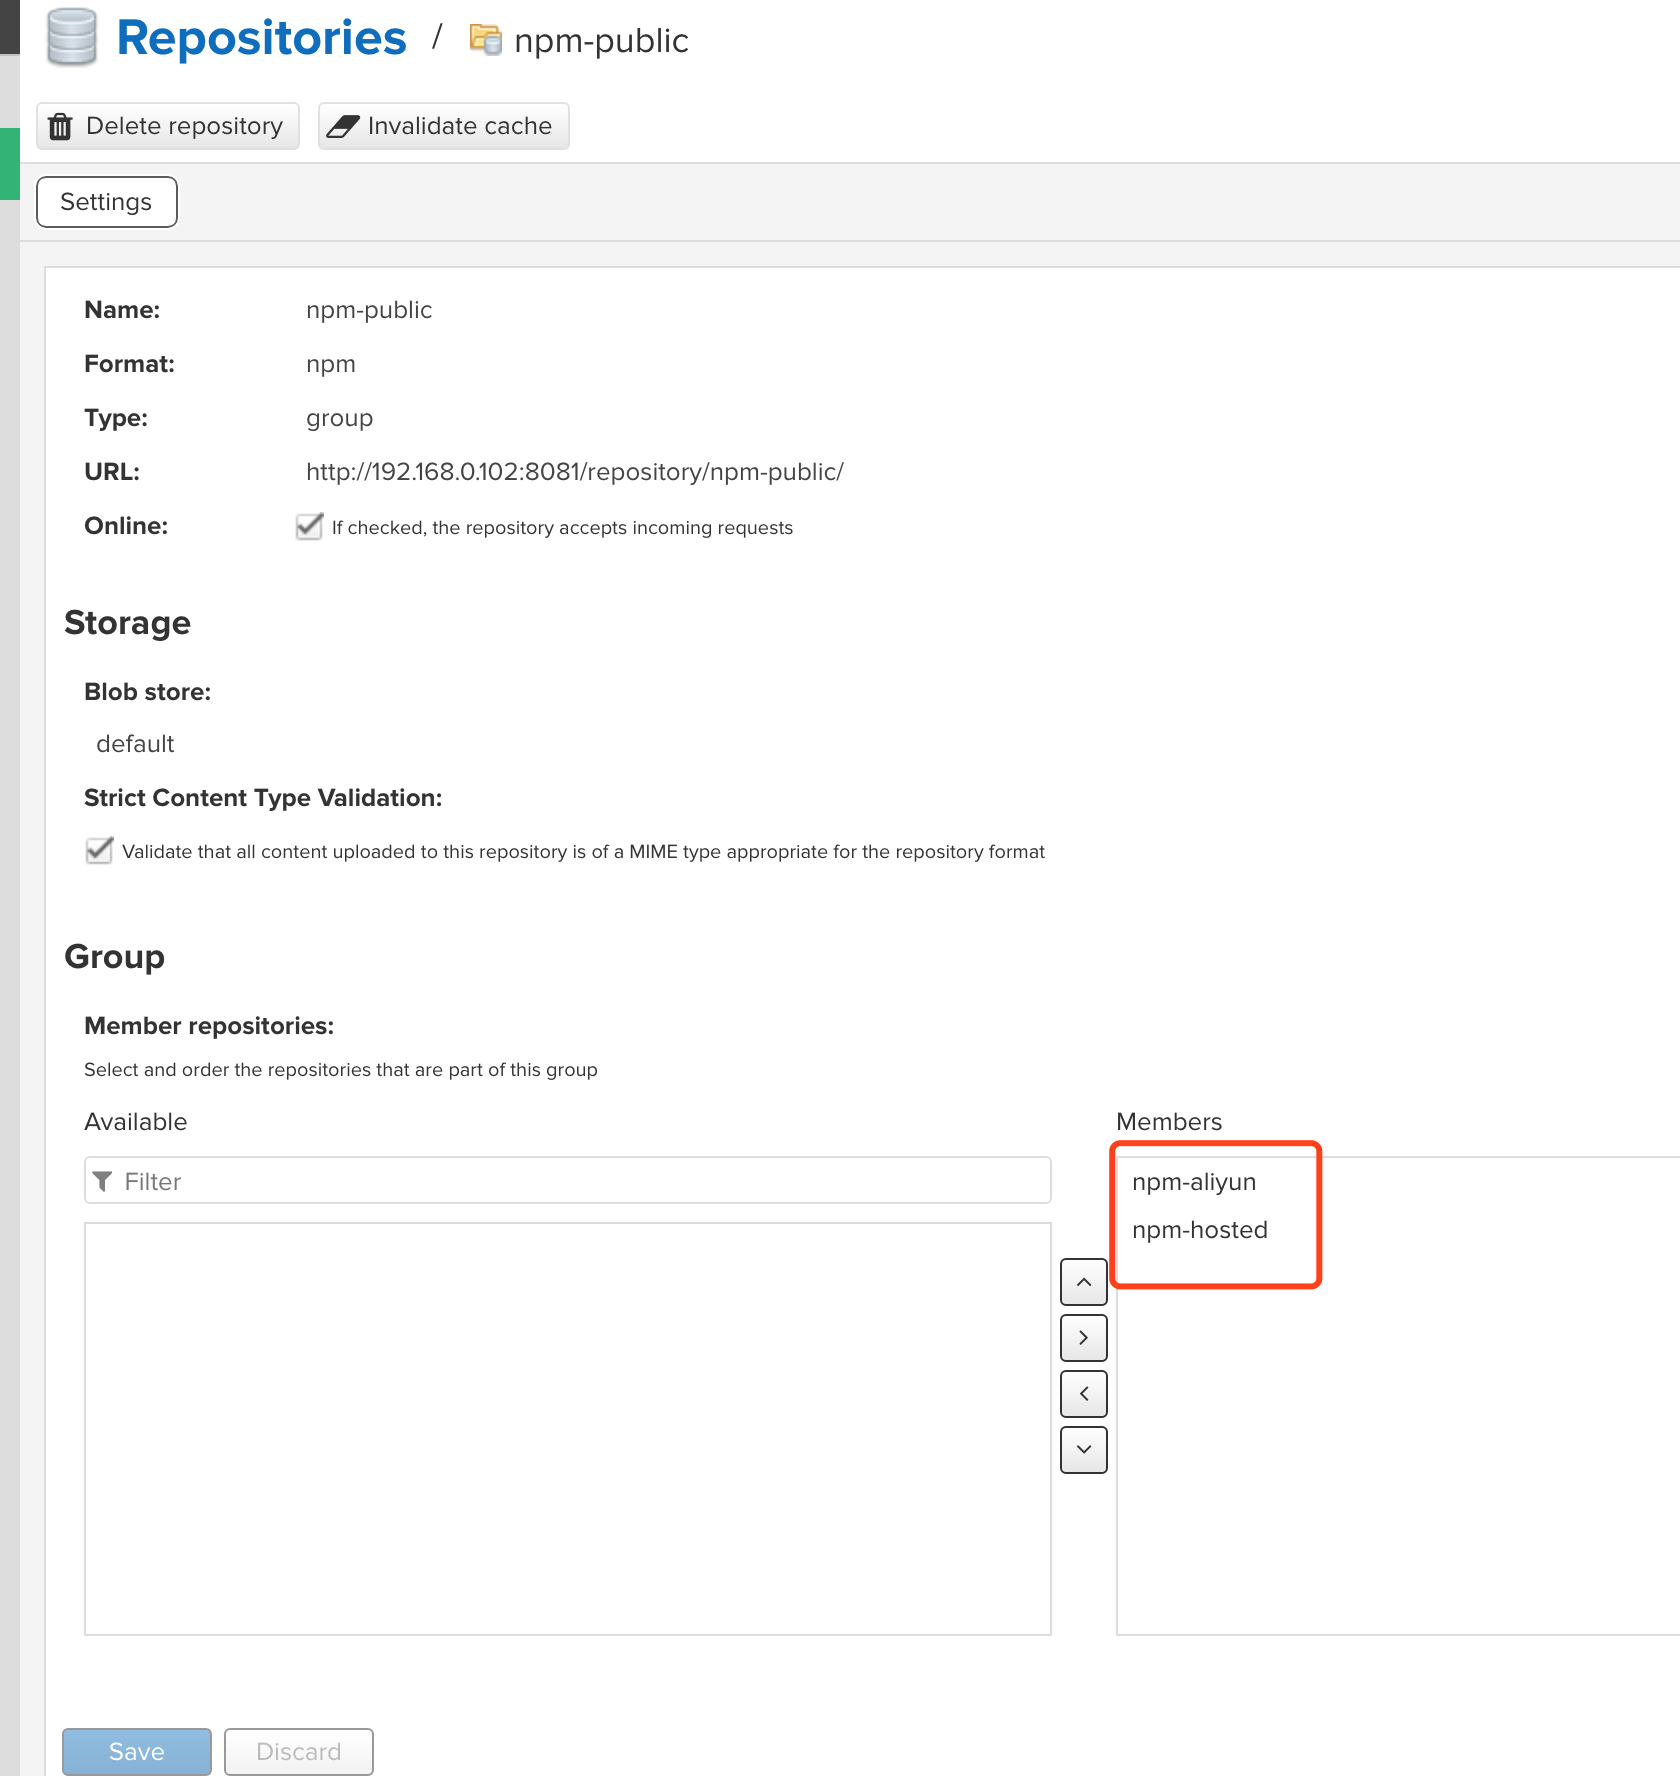 Repositories / npm-public
Delete repository
Invalidate cache
Settings
Name: npm-public
Format: npm
Type: group
URL: http://192.168.0.102:8081/repository/npm-public/
Online: If checked, the repository accepts incoming requests
Storage
Blob store:
default
Strict Content Type Validation:
Validate that all content uploaded to this repository is of a MIME type appropriate for the repository format
Group
Member repositories:
Select and order the repositories that are part of this group
Available
Filter
Members
npm-aliyun
npm-hosted
Save
Discard